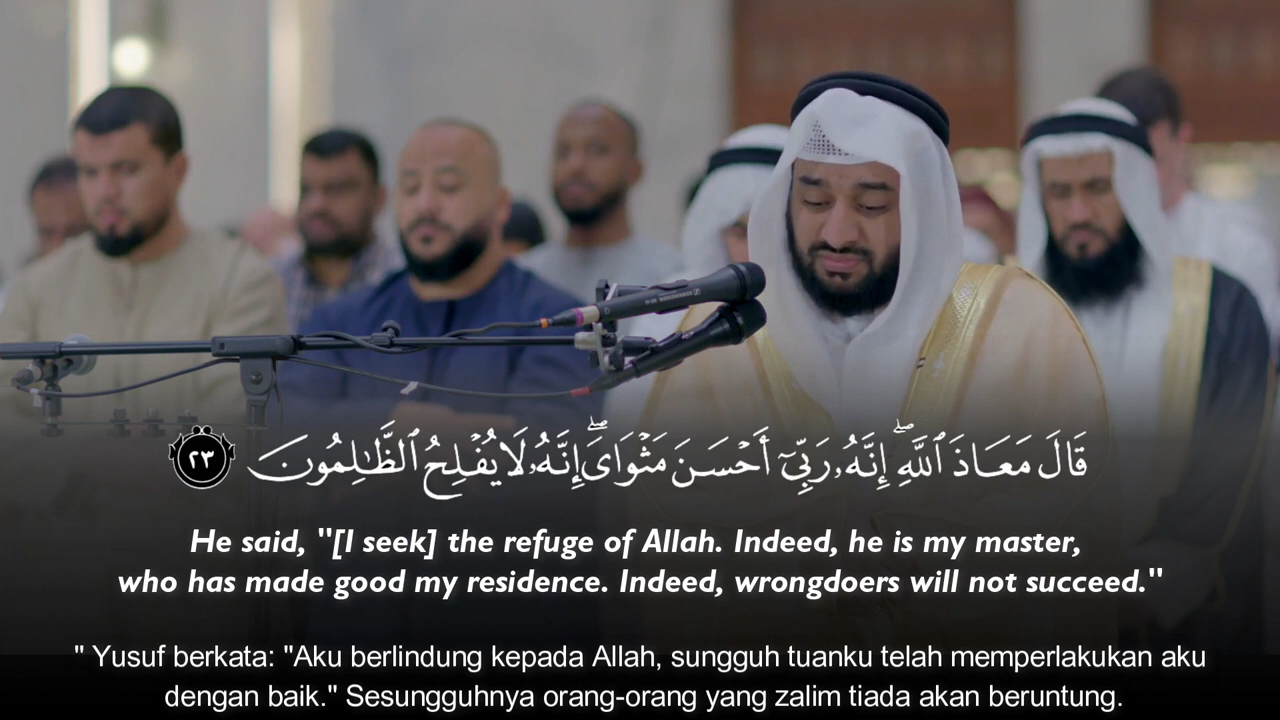 قَالَ مَعَاذَ ٱللَّهِ ۖ إِنَّهُۥ رَبِّىٓ أَحْسَنَ مَثْوَاىَ ۖ إِنَّهُۥ لَا يُفْلِحُ ٱلظَّـٰلِمُونَ ٢٣
He said, "[I seek] the refuge of Allah. Indeed, he is my master,
who has made good my residence. Indeed, wrongdoers will not succeed."
" Yusuf berkata: "Aku berlindung kepada Allah, sungguh tuanku telah memperlakukan aku
dengan baik." Sesungguhnya orang-orang yang zalim tiada akan beruntung.